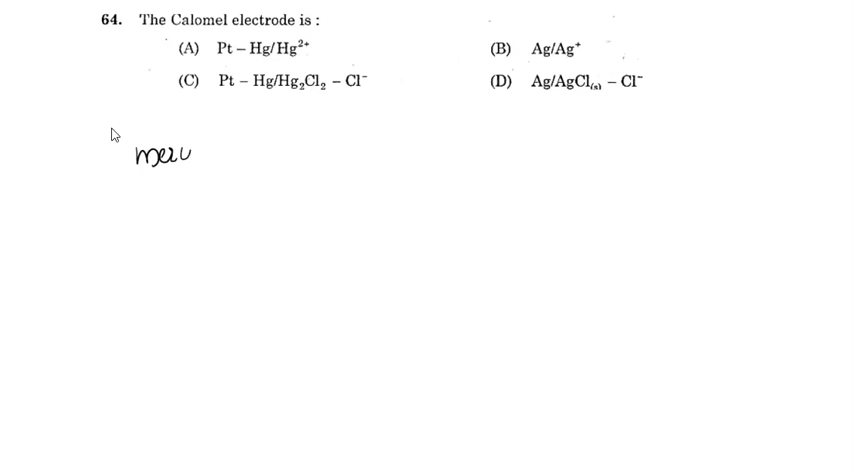 64. The Calomel electrode is :
(A) Pt – Hg/Hg²⁺ (B) Ag/Ag⁺
(C) Pt – Hg/Hg₂Cl₂ – Cl⁻ (D) Ag/AgCl₍ₛ₎ – Cl⁻